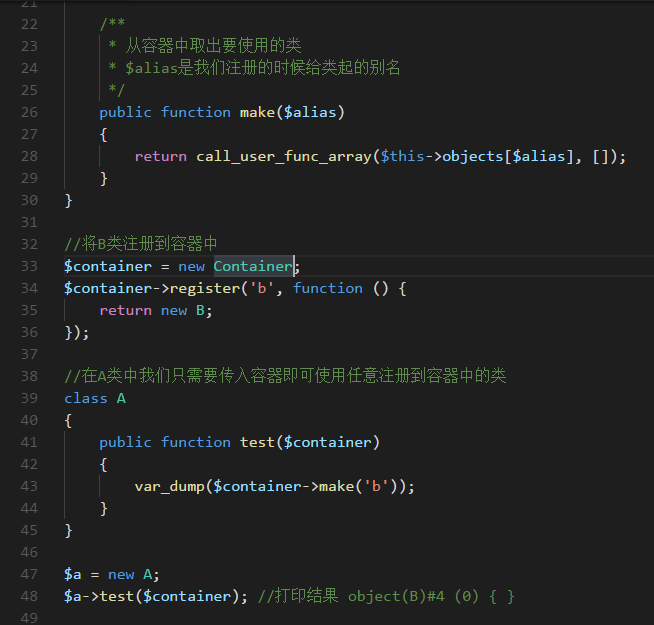 21
22 /**
23 * 从容器中取出要使用的类
24 * $alias是我们注册的时候给类起的别名
25 */
26 public function make($alias)
27 {
28 return call_user_func_array($this->objects[$alias], []);
29 }
30 }
31
32 //将B类注册到容器中
33 $container = new Container;
34 $container->register('b', function () {
35 return new B;
36 });
37
38 //在A类中我们只需要传入容器即可使用任意注册到容器中的类
39 class A
40 {
41 public function test($container)
42 {
43 var_dump($container->make('b'));
44 }
45 }
46
47 $a = new A;
48 $a->test($container); //打印结果 object(B)#4 (0) { }
49